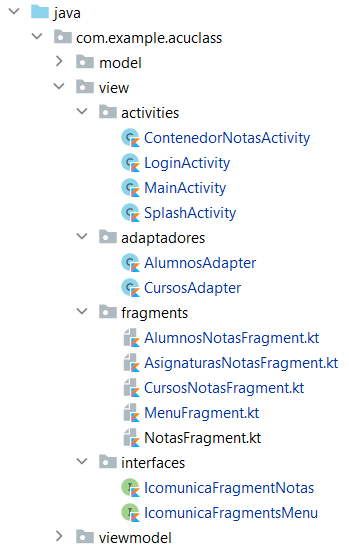 java
com.example.acuclass
model
view
activities
ContenedorNotasActivity
LoginActivity
MainActivity
SplashActivity
adaptadores
AlumnosAdapter
CursosAdapter
fragments
AlumnosNotasFragment.kt
AsignaturasNotasFragment.kt
CursosNotasFragment.kt
MenuFragment.kt
NotasFragment.kt
interfaces
IcomunicaFragmentNotas
IcomunicaFragmentsMenu
viewmodel